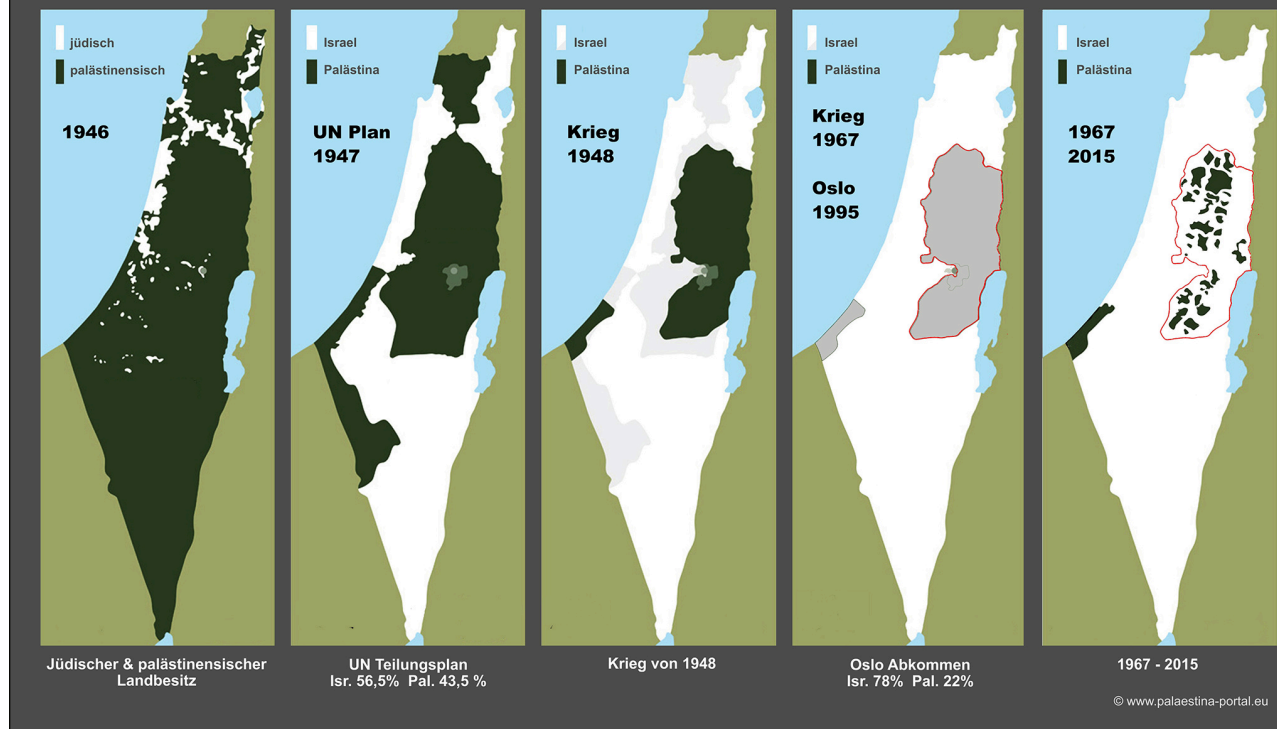 jüdisch
palästinensisch
1946
Jüdischer & palästinensischer
Landbesitz
Israel
Palästina
UN Plan
1947
UN Teilungsplan
Isr. 56,5% Pal. 43,5 %
Israel
Palästina
Krieg
1948
Krieg von 1948
Israel
Palästina
Krieg
1967
Oslo
1995
Oslo Abkommen
Isr. 78% Pal. 22%
Israel
Palästina
1967
2015
1967 - 2015
© www.palaestina-portal.eu